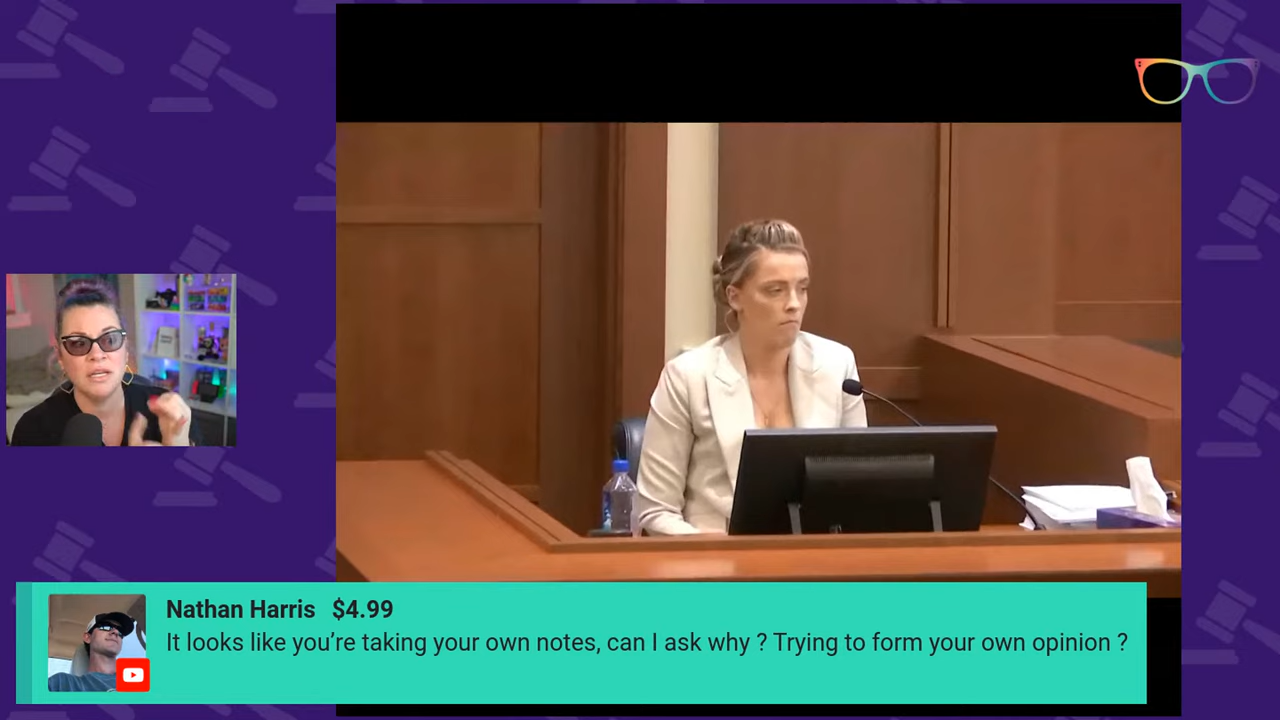 Nathan Harris $4.99
It looks like you’re taking your own notes, can I ask why ? Trying to form your own opinion ?